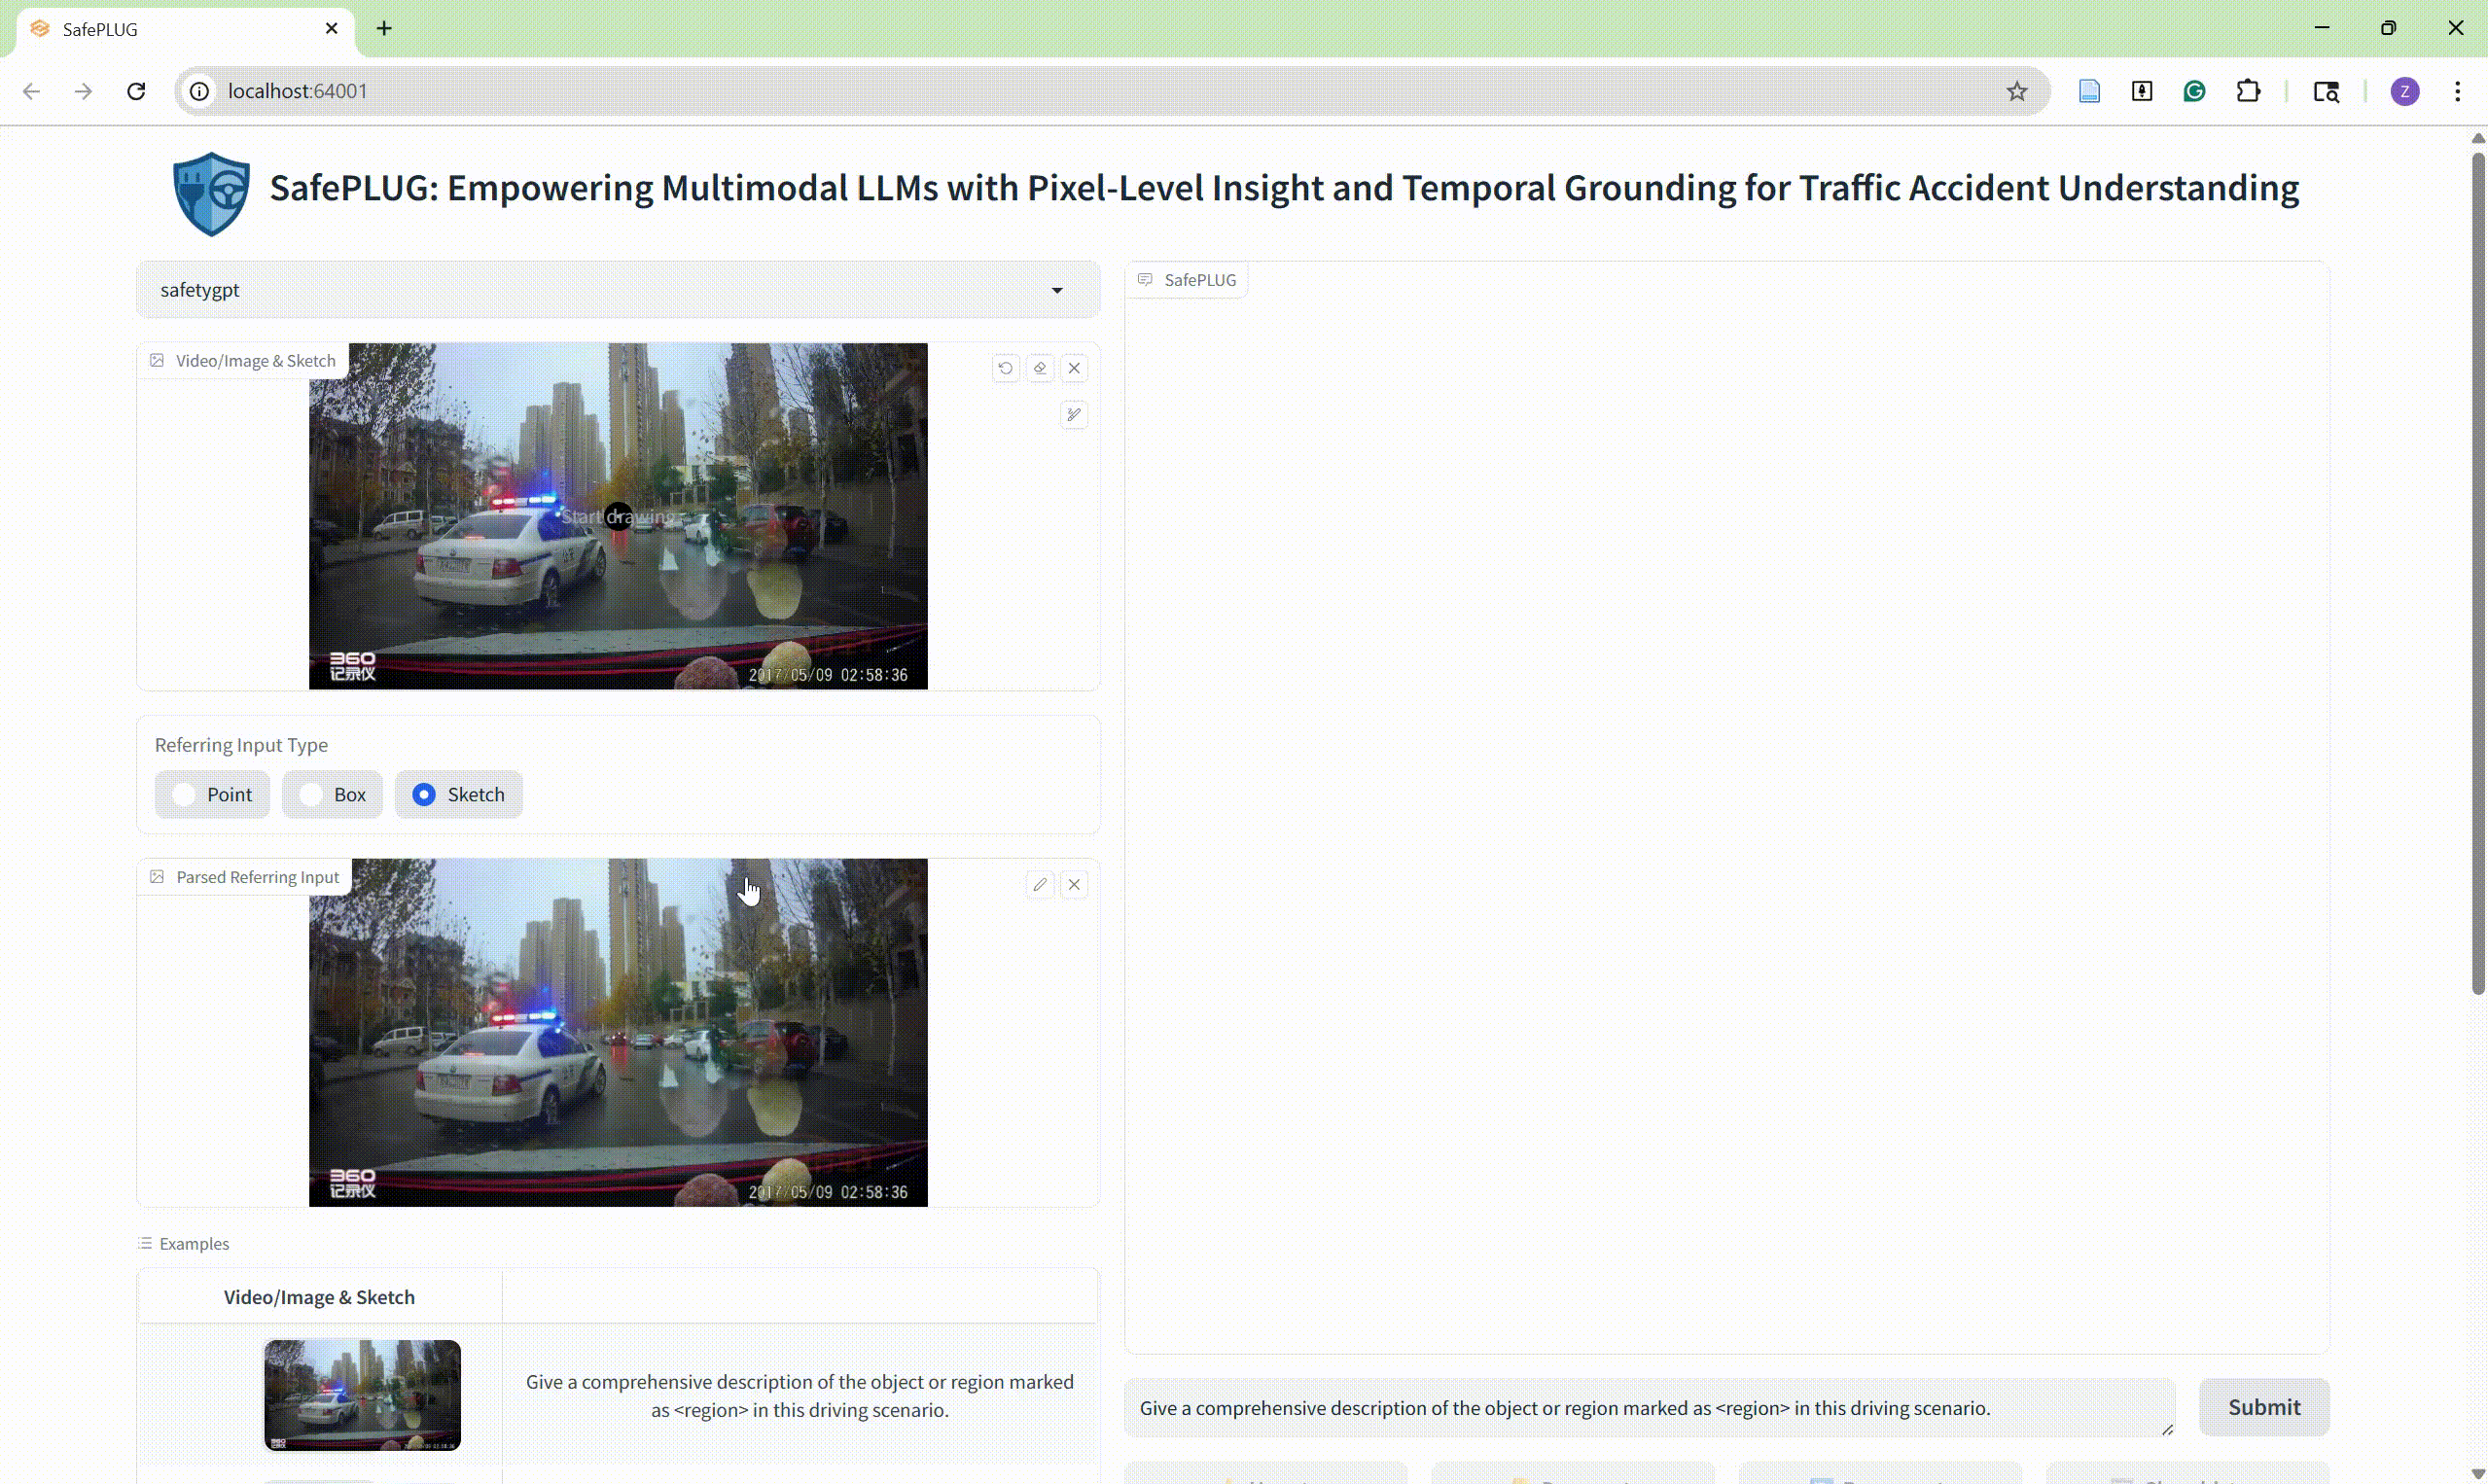 SafePLUG
localhost:64001
Z
SafePLUG: Empowering Multimodal LLMs with Pixel-Level Insight and Temporal Grounding for Traffic Accident Understanding
safetygpt
Video/Image & Sketch
Start drawing
360
记录仪
2017/05/09 02:58:36
Referring Input Type
Point
Box
Sketch
Parsed Referring Input
360
记录仪
2017/05/09 02:58:36
Examples
Video/Image & Sketch
Give a comprehensive description of the object or region marked
as <region> in this driving scenario.
SafePLUG
Give a comprehensive description of the object or region marked as <region> in this driving scenario.
Submit